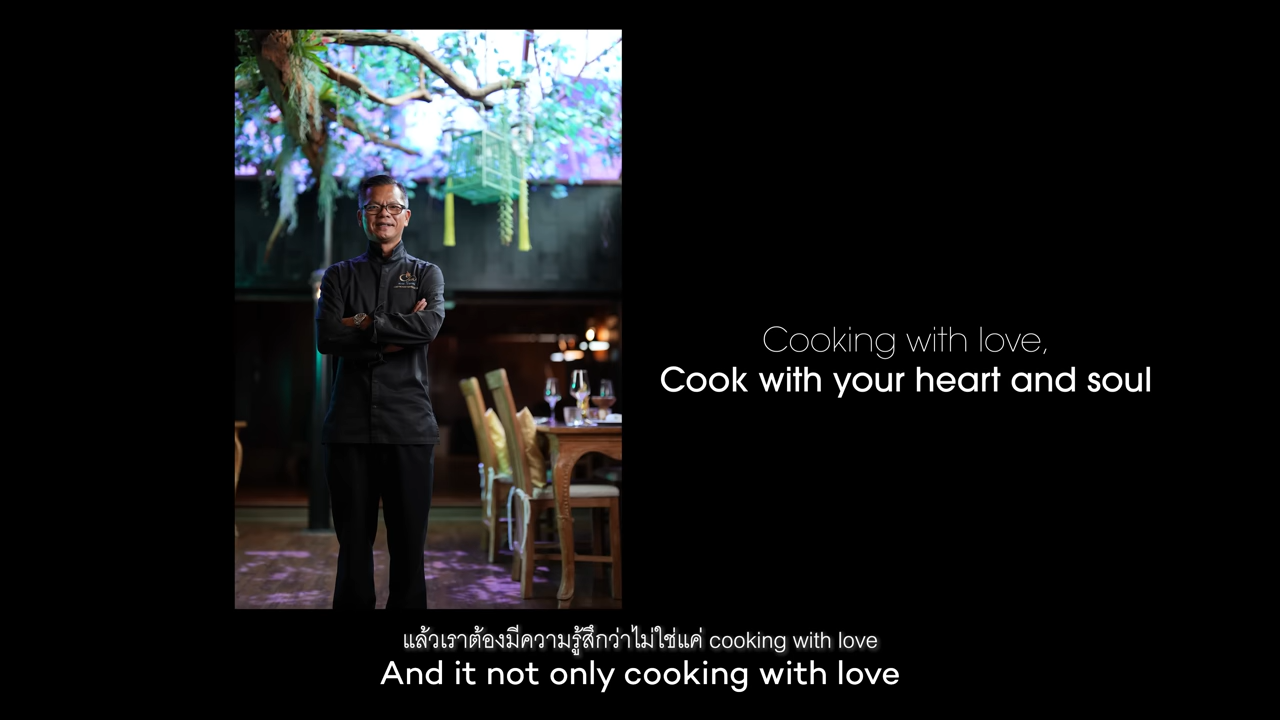 Cooking with love,
Cook with your heart and soul
แล้วเราต้องมีความรู้สึกว่าไม่ใช่แค่ cooking with love
And it not only cooking with love